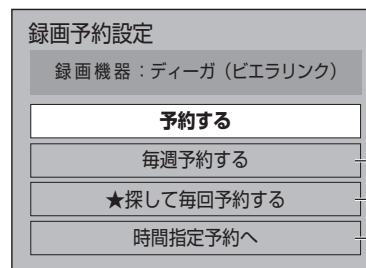 録画予約設定
録画機器：ディーガ（ビエラリンク）
予約する
毎週予約する
★探して毎回予約する
時間指定予約へ